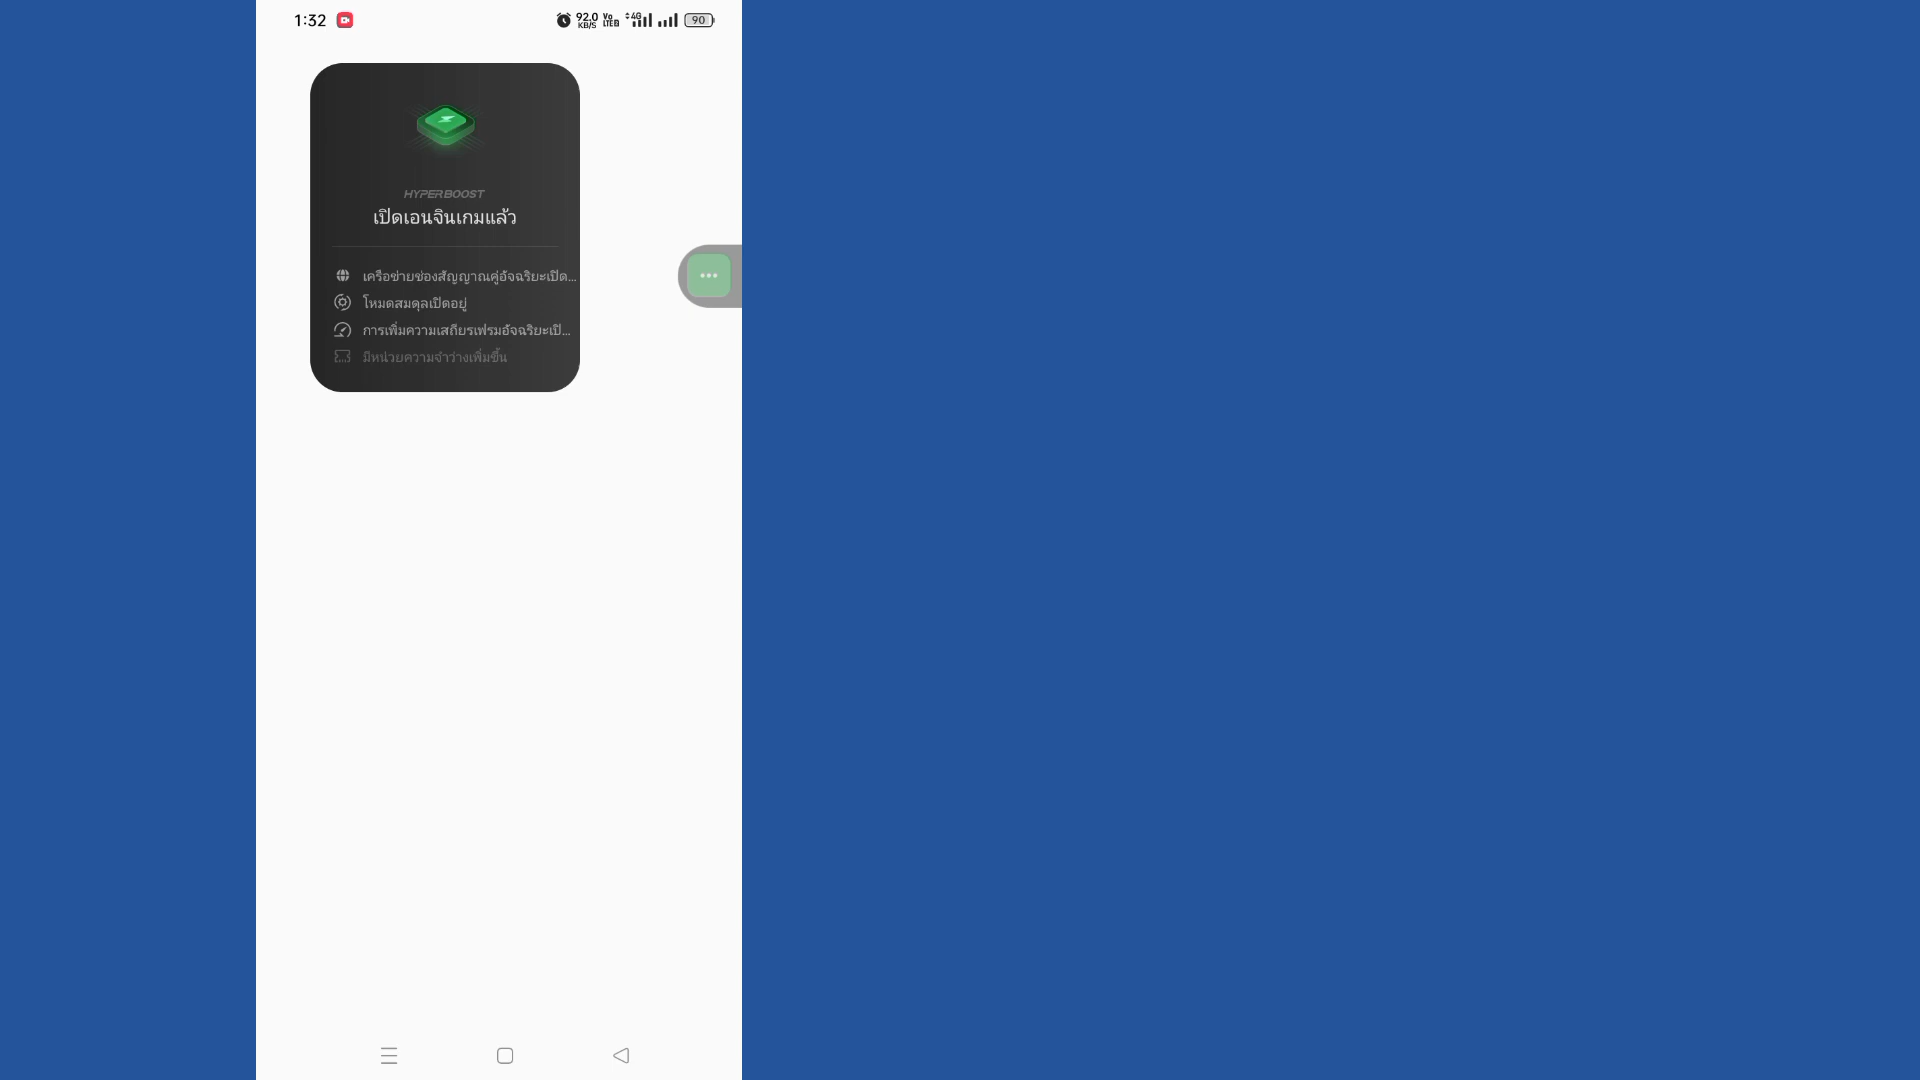 1:32
92.0 KB/S Vo LTE2 4G 90
HYPERBOOST
เปิดเอนจินเกมแล้ว
เครือข่ายช่องสัญญาณคู่อัจฉริยะเปิด...
โหมดสมดุลเปิดอยู่
การเพิ่มความเสถียรเฟรมอัจฉริยะเปิ...
มีหน่วยความจำว่างเพิ่มขึ้น